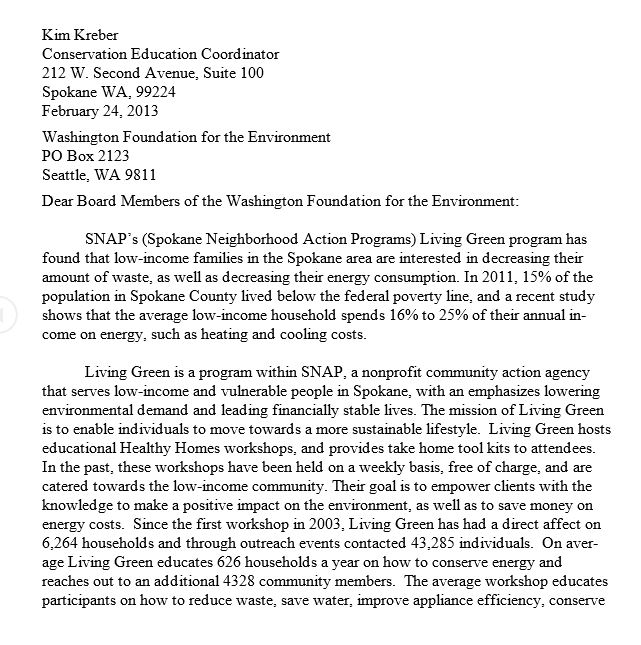 Kim Kreber
Conservation Education Coordinator
212 W. Second Avenue, Suite 100
Spokane WA, 99224
February 24, 2013
Washington Foundation for the Environment
PO Box 2123
Seattle, WA 9811
Dear Board Members of the Washington Foundation for the Environment:
SNAP's (Spokane Neighborhood Action Programs) Living Green program has
found that low-income families in the Spokane area are interested in decreasing their
amount of waste, as well as decreasing their energy consumption. In 2011, 15% of the
population in Spokane County lived below the federal poverty line, and a recent study
shows that the average low-income household spends 16% to 25% of their annual in-
come on energy, such as heating and cooling costs.
Living Green is a program within SNAP, a nonprofit community action agency
that serves low-income and vulnerable people in Spokane, with an emphasizes lowering
environmental demand and leading financially stable lives. The mission of Living Green
is to enable individuals to move towards a more sustainable lifestyle.  Living Green hosts
educational Healthy Homes workshops, and provides take home tool kits to attendees.
In the past, these workshops have been held on a weekly basis, free of charge, and are
catered towards the low-income community. Their goal is to empower clients with the
knowledge to make a positive impact on the environment, as well as to save money on
energy costs.  Since the first workshop in 2003, Living Green has had a direct affect on
6,264 households and through outreach events contacted 43,285 individuals.  On aver-
age Living Green educates 626 households a year on how to conserve energy and
reaches out to an additional 4328 community members.  The average workshop educates
participants on how to reduce waste, save water, improve appliance efficiency, conserve